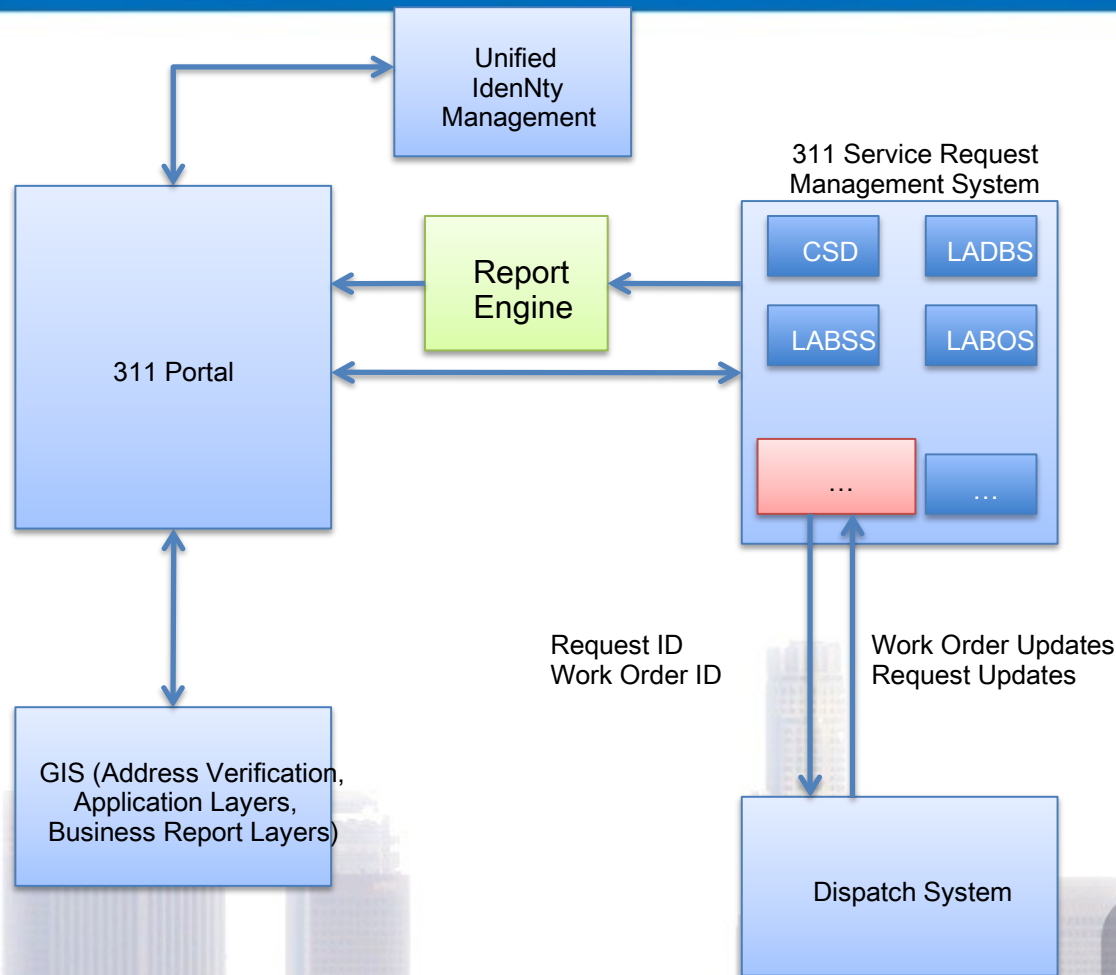 Unified
IdenNty
Management
311 Service Request
Management System
CSD
LADBS
Report
Engine
LABSS
LABOS
311 Portal
...
...
Request ID
Work Order ID
Work Order Updates
Request Updates
GIS (Address Verification,
Application Layers,
Business Report Layers)
Dispatch System